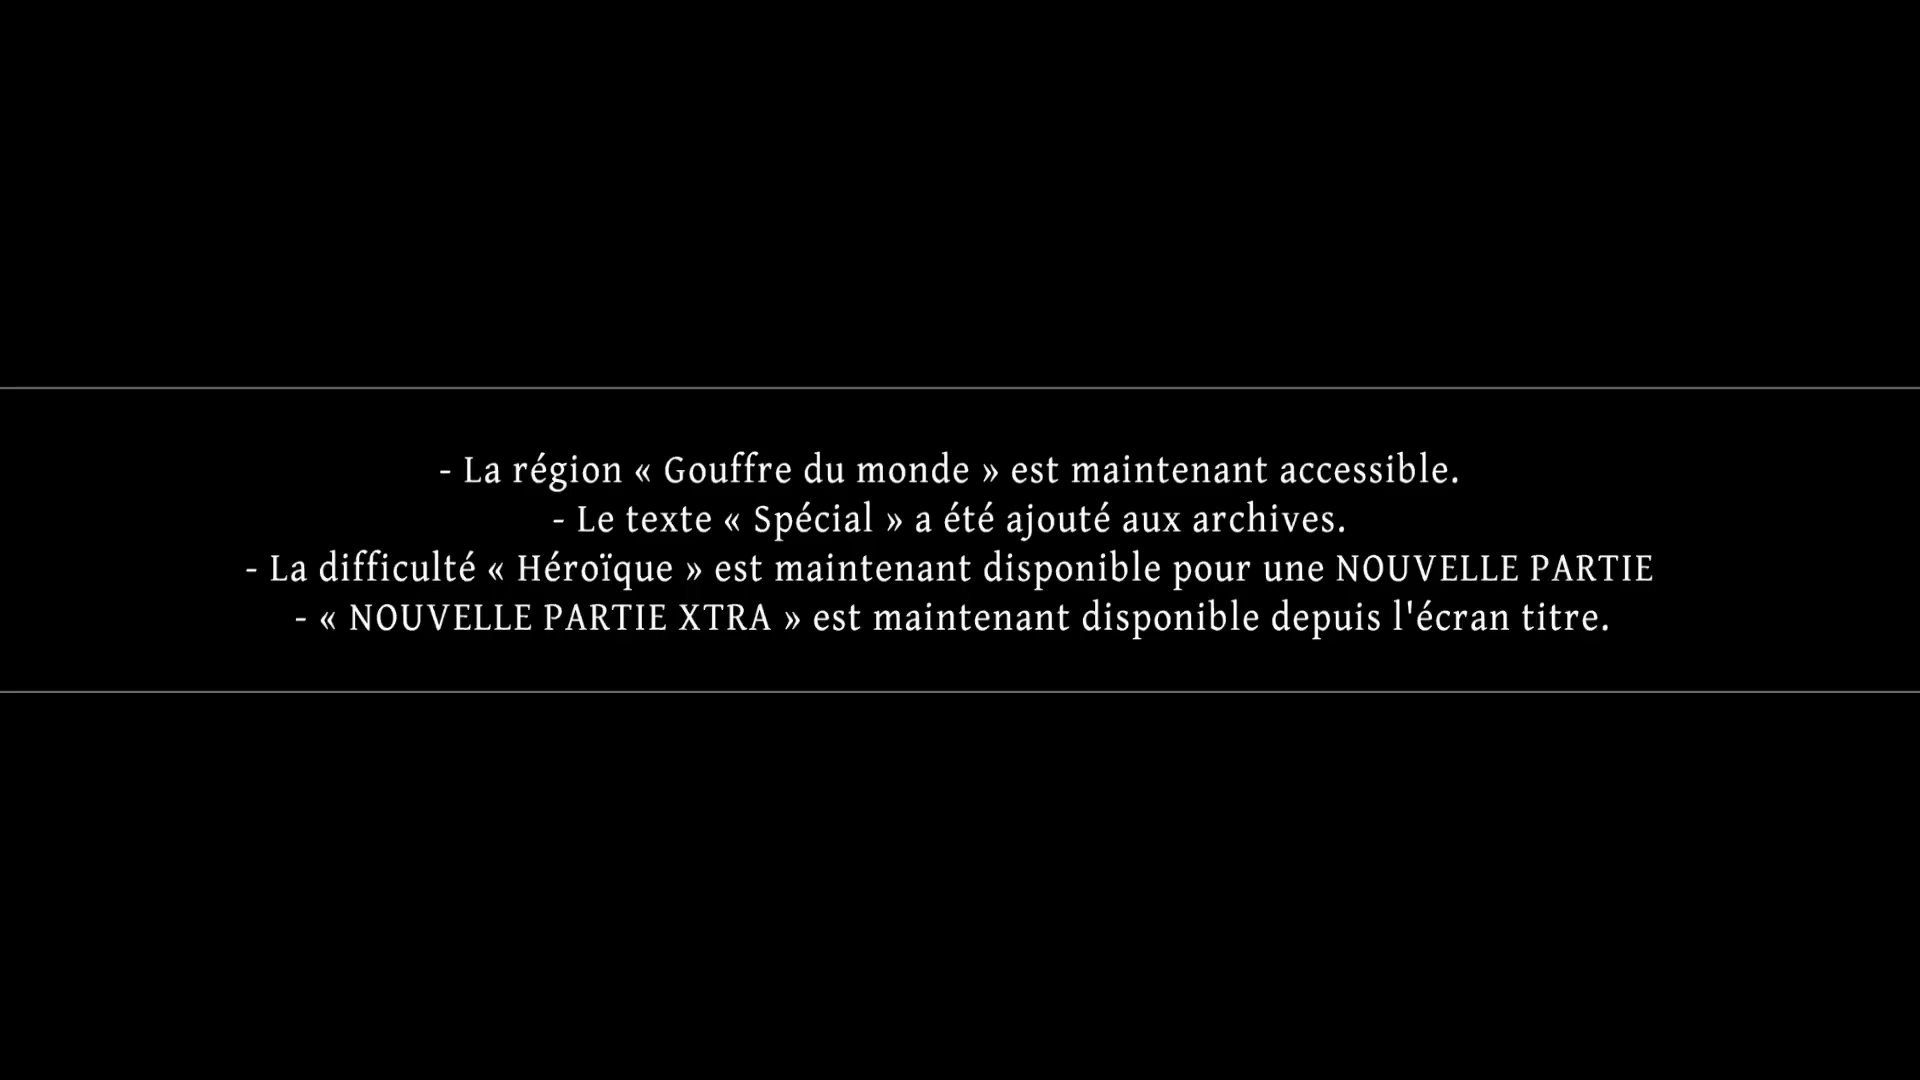 - La région « Gouffre du monde » est maintenant accessible.
- Le texte « Spécial » a été ajouté aux archives.
- La difficulté « Héroïque » est maintenant disponible pour une NOUVELLE PARTIE
- « NOUVELLE PARTIE XTRA » est maintenant disponible depuis l'écran titre.